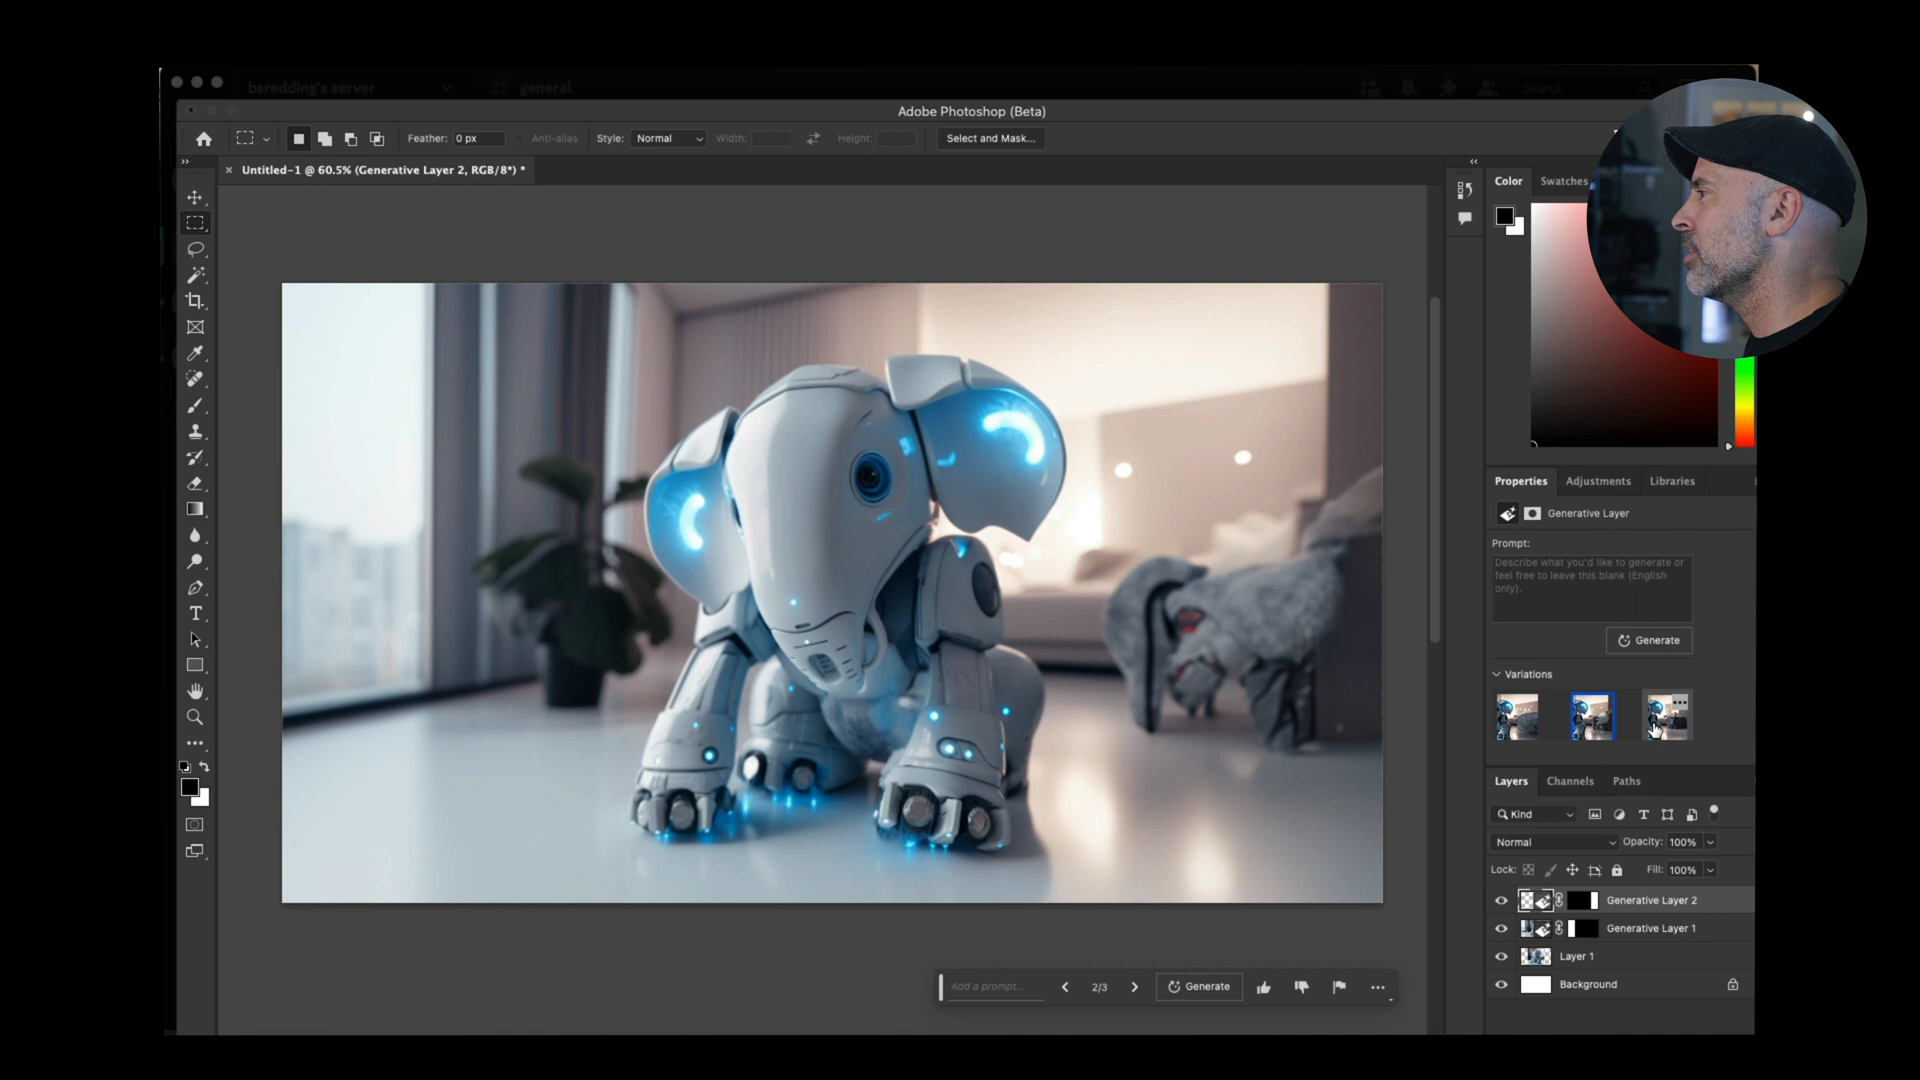 bsredding's server
general
Search
Adobe Photoshop (Beta)
Feather: 0 px
Anti-alias
Style: Normal
Width:
Height:
Select and Mask...
Untitled-1 @ 60.5% (Generative Layer 2, RGB/8*) *
Color
Swatches
Properties
Adjustments
Libraries
Generative Layer
Prompt:
Describe what you'd like to generate or
feel free to leave this blank (English
only).
Generate
Variations
Layers
Channels
Paths
Kind
Normal
Opacity: 100%
Lock:
Fill: 100%
Generative Layer 2
Generative Layer 1
Layer 1
Background
Add a prompt...
2/3
Generate